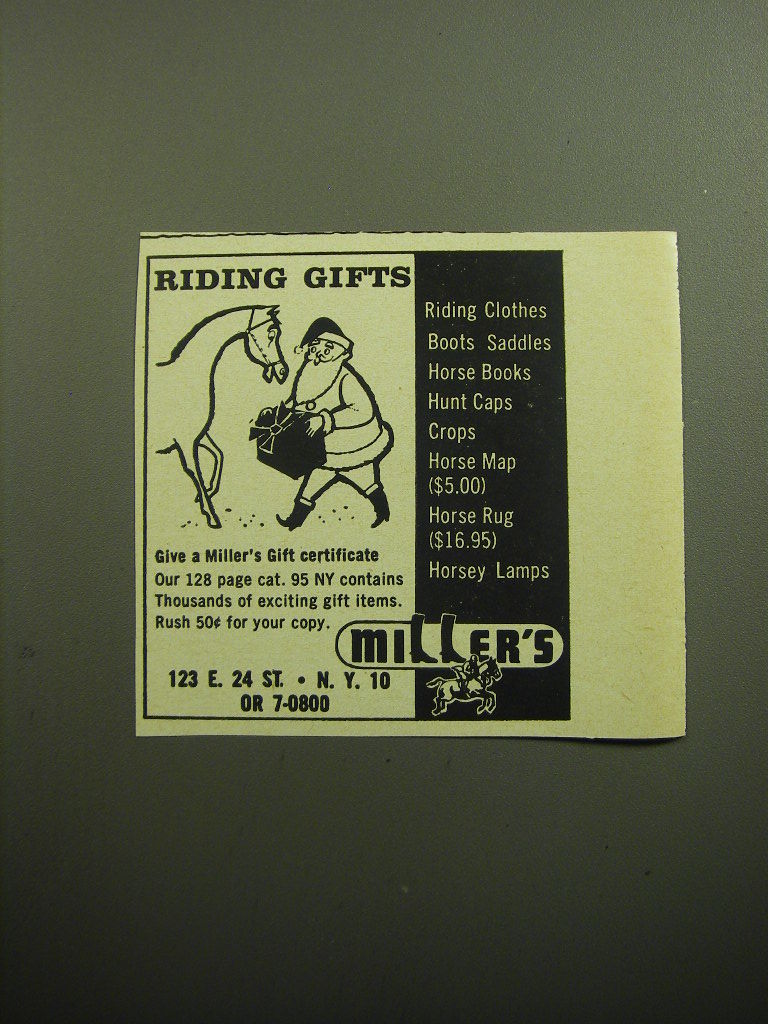 RIDING GIFTS
Give a Miller's Gift certificate
Our 128 page cat. 95 NY contains
Thousands of exciting gift items.
Rush 50¢ for your copy.
123 E. 24 ST. • N. Y. 10
OR 7-0800
Riding Clothes
Boots Saddles
Horse Books
Hunt Caps
Crops
Horse Map
($5.00)
Horse Rug
($16.95)
Horsey Lamps
MILLER'S